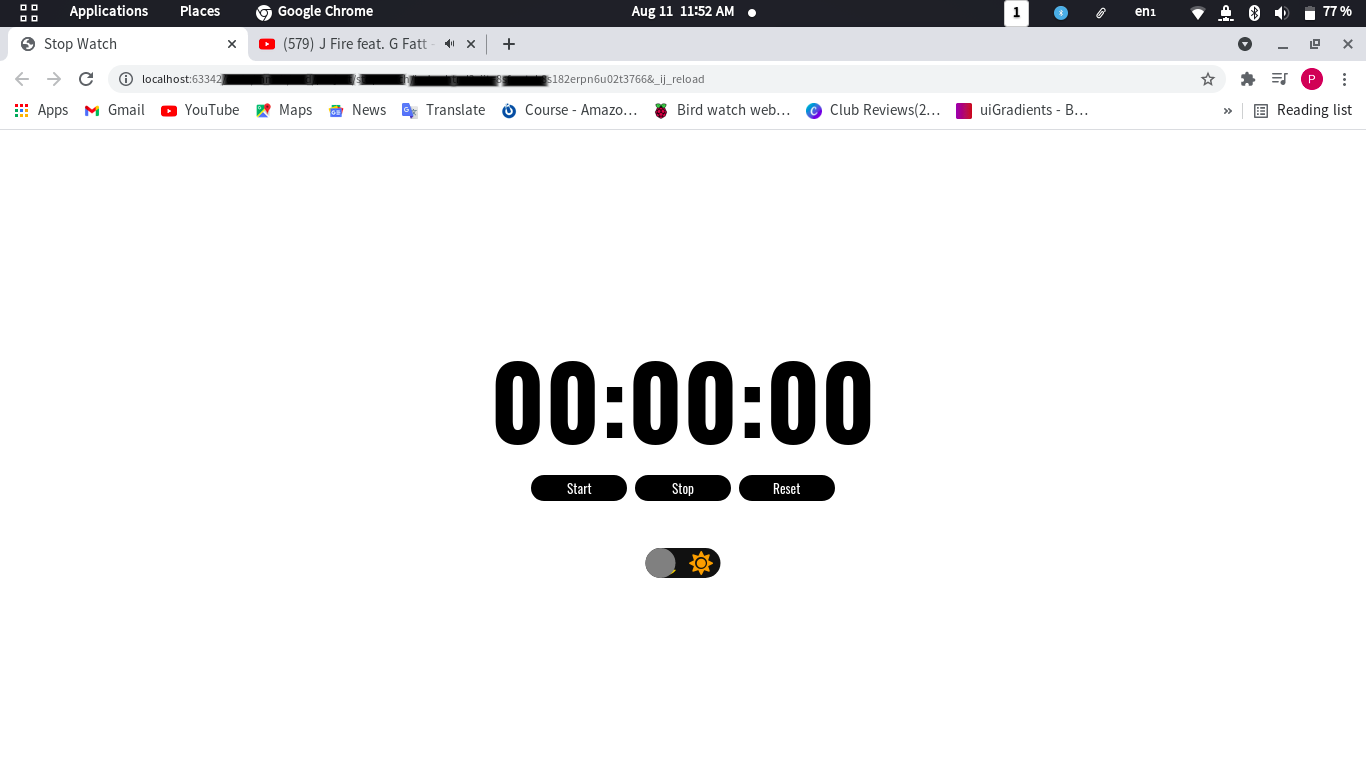 Applications Places Google Chrome Aug 11 11:52 AM 1 en₁ 77 %
Stop Watch (579) J Fire feat. G Fatt
localhost:63342 s182erpn6u02t3766&_ij_reload P
Apps Gmail YouTube Maps News Translate Course - Amazo… Bird watch web… Club Reviews(2… uiGradients - B… » Reading list
00:00:00
Start Stop Reset